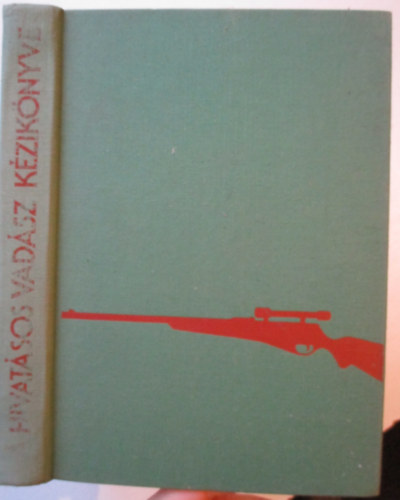 A HIVATÁSOS VADÁSZ KÉZIKÖNYVE